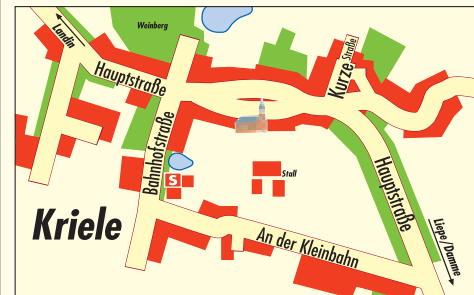 Landin
Weinberg
Hauptstraße
Kurze Straße
Bahnhofstraße
S
Stall
Hauptstraße
Kriele
An der Kleinbahn
Liepe/Damme